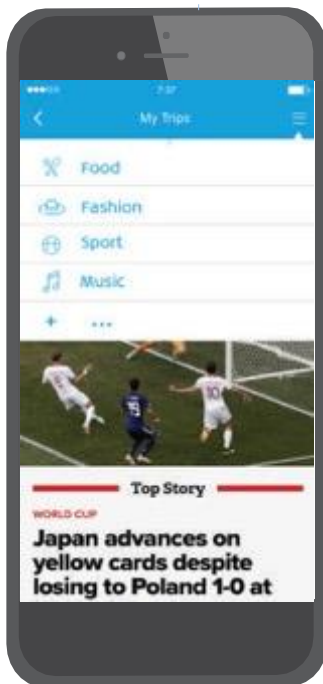 7:37
My Trips
Food
Fashion
Sport
Music
+ ...
Top Story
WORLD CUP
Japan advances on
yellow cards despite
losing to Poland 1-0 at